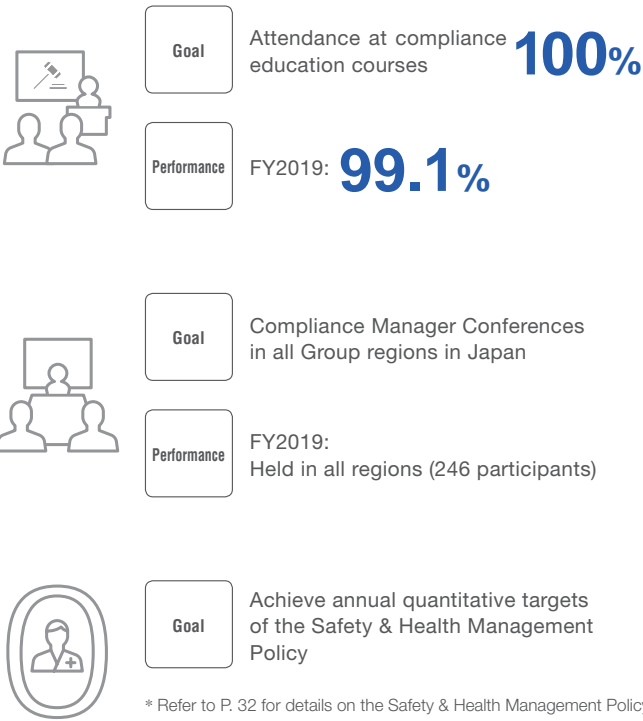 Goal
Attendance at compliance
education courses
100%
Performance
FY2019: 99.1%
Goal
Compliance Manager Conferences
in all Group regions in Japan
Performance
FY2019:
Held in all regions (246 participants)
Goal
Achieve annual quantitative targets
of the Safety & Health Management
Policy
* Refer to P. 32 for details on the Safety & Health Management Polic